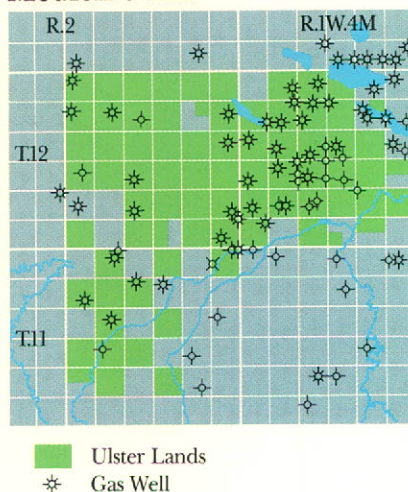 R.2
R.1W.4M
T.12
T.11
Ulster Lands
Gas Well